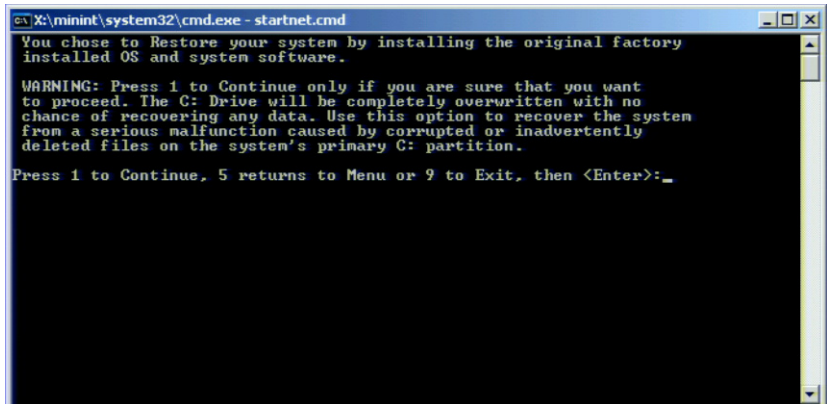 X:\minint\system32\cmd.exe - startnet.cmd
You chose to Restore your system by installing the original factory
installed OS and system software.
WARNING: Press 1 to Continue only if you are sure that you want
to proceed. The C: Drive will be completely overwritten with no
chance of recovering any data. Use this option to recover the system
from a serious malfunction caused by corrupted or inadvertently
deleted files on the system's primary C: partition.
Press 1 to Continue, 5 returns to Menu or 9 to Exit, then <Enter>:_